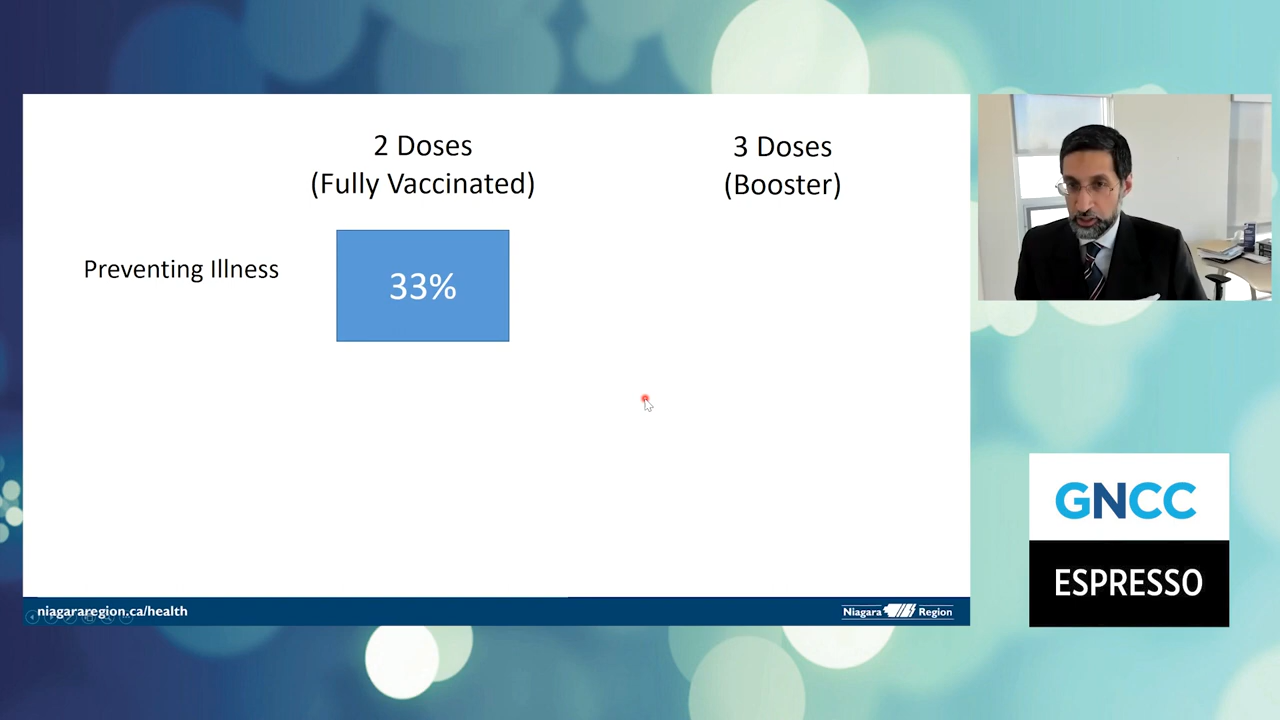 2 Doses
(Fully Vaccinated)
3 Doses
(Booster)
Preventing Illness
33%
niagararegion.ca/health
Niagara Region
GNCC
ESPRESSO